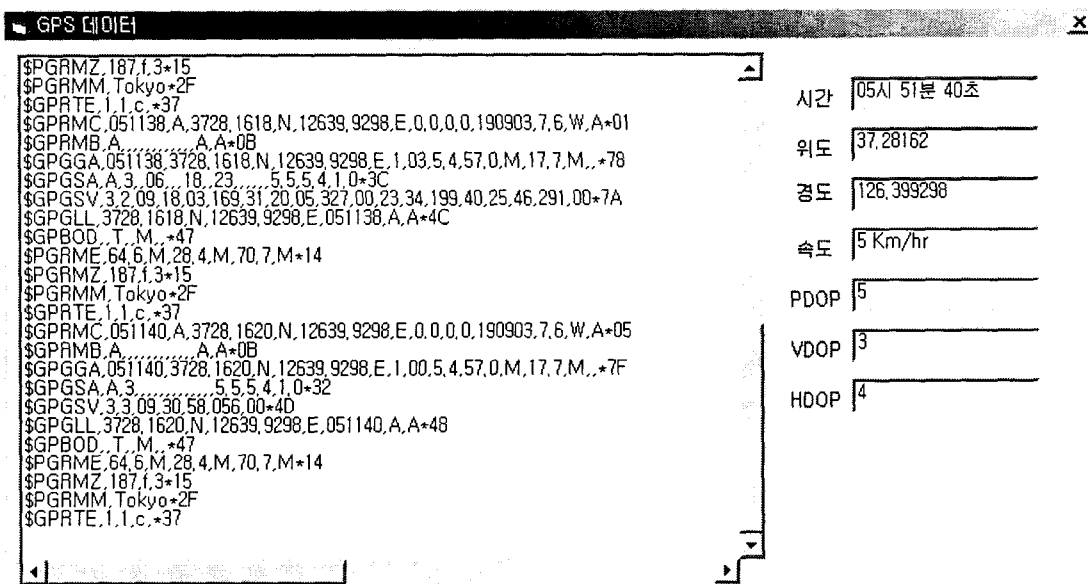 GPS 데이터
$PGRMZ,187,f,3*15
$PGRMM,Tokyo*2F
$GPRTE,1,1,c,*37
$GPRMC,051138,A,3728.1618,N,12639.9298,E,0.0,0.0,190903,7.6,W,A*01
$GPRMB,A,,,,,,,,,,,,A,A*0B
$GPGGA,051138,3728.1618,N,12639.9298,E,1,03,5.4,57.0,M,17.7,M,,*78
$GPGSA,A,3,,06,,,18,,23,,,,,,5.5,5.4,1.0*3C
$GPGSV,3,2,09,18,03,169,31,20,05,327,00,23,34,199,40,25,46,291,00*7A
$GPGLL,3728.1618,N,12639.9298,E,051138,A,A*4C
$GPBOD,,T,,M,,*47
$PGRME,64.6,M,28.4,M,70.7,M*14
$PGRMZ,187,f,3*15
$PGRMM,Tokyo*2F
$GPRTE,1,1,c,*37
$GPRMC,051140,A,3728.1620,N,12639.9298,E,0.0,0.0,190903,7.6,W,A*05
$GPRMB,A,,,,,,,,,,,,A,A*0B
$GPGGA,051140,3728.1620,N,12639.9298,E,1,00,5.4,57.0,M,17.7,M,,*7F
$GPGSA,A,3,,,,,,,,,,,,,5.5,5.4,1.0*32
$GPGSV,3,3,09,30,58,056,00*4D
$GPGLL,3728.1620,N,12639.9298,E,051140,A,A*48
$GPBOD,,T,,M,,*47
$PGRME,64.6,M,28.4,M,70.7,M*14
$PGRMZ,187,f,3*15
$PGRMM,Tokyo*2F
$GPRTE,1,1,c,*37
시간 05시 51분 40초
위도 37.28162
경도 126.399298
속도 5 Km/hr
PDOP 5
VDOP 3
HDOP 4